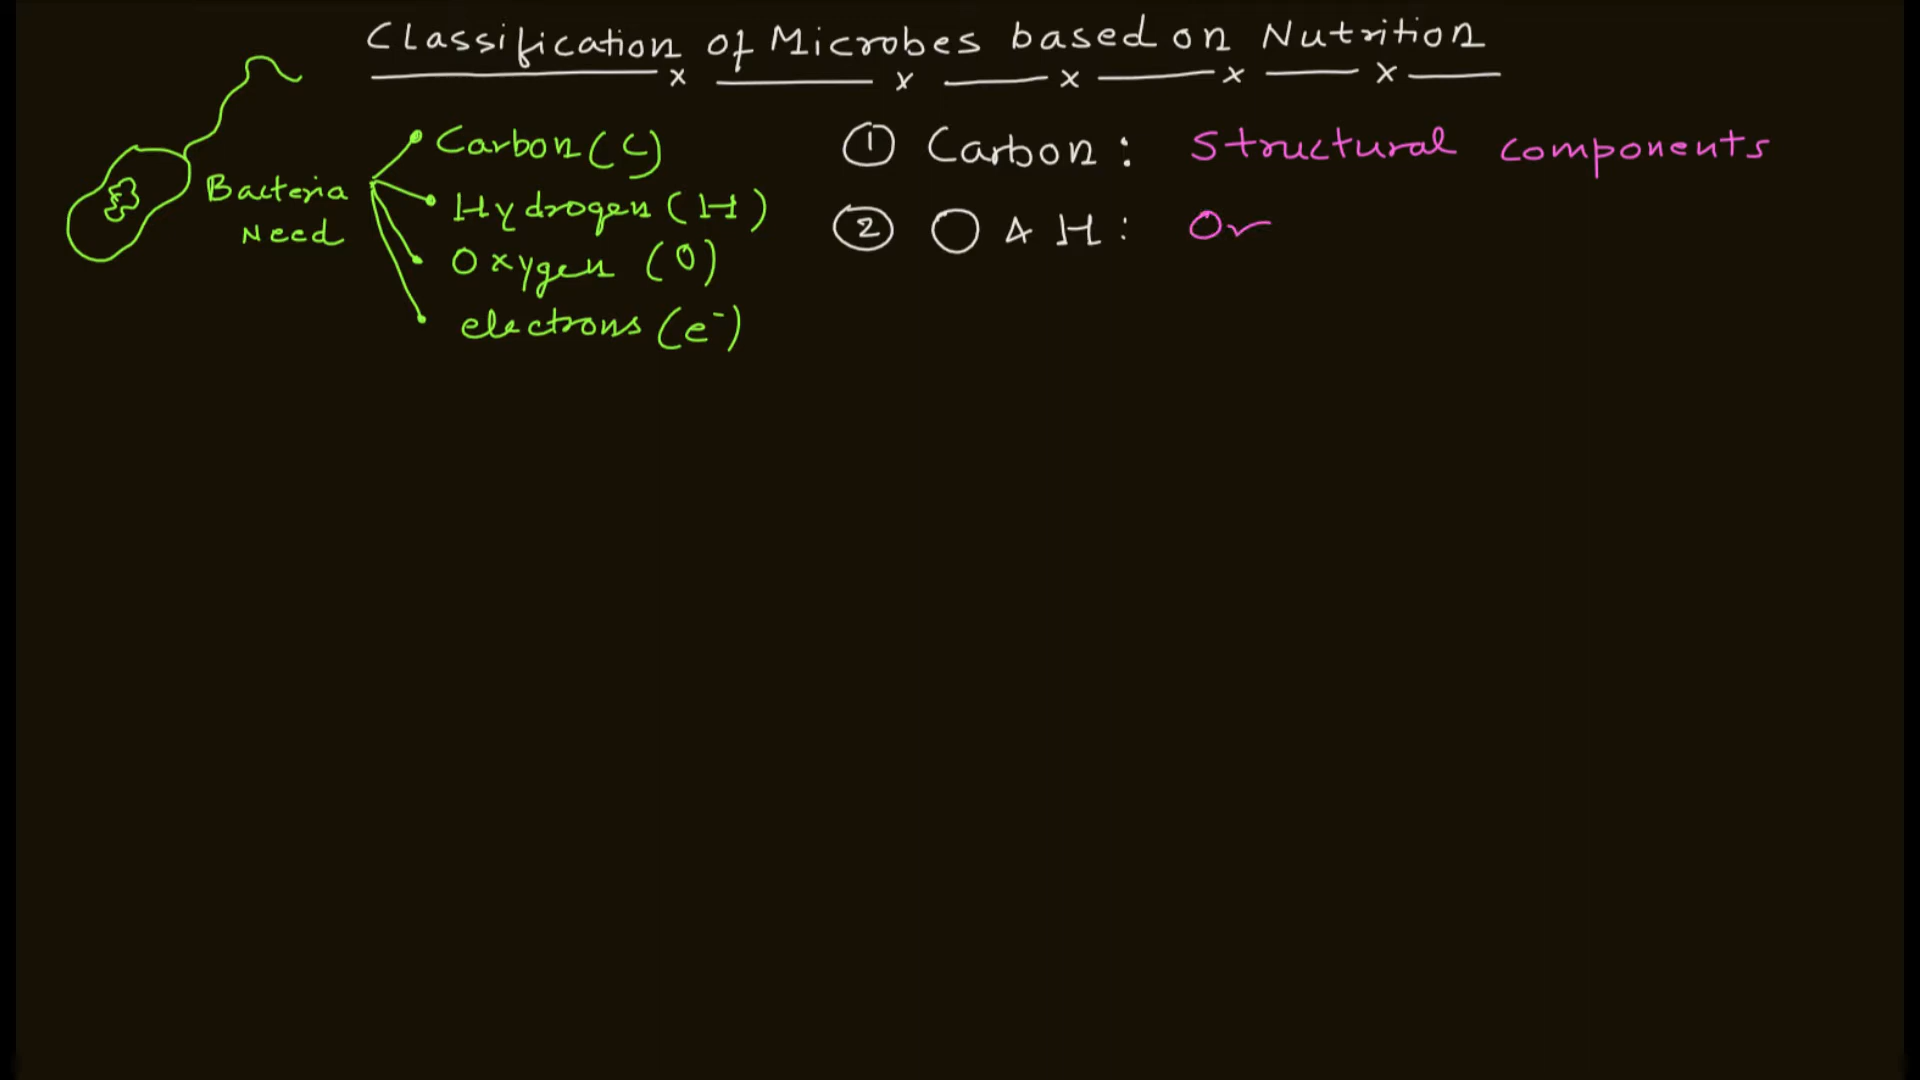 Classification of Microbes based on Nutrition
Bacteria
Need
Carbon (C)
Hydrogen (H)
Oxygen (O)
electrons (e⁻)
① Carbon : Structural components
② O & H : Or